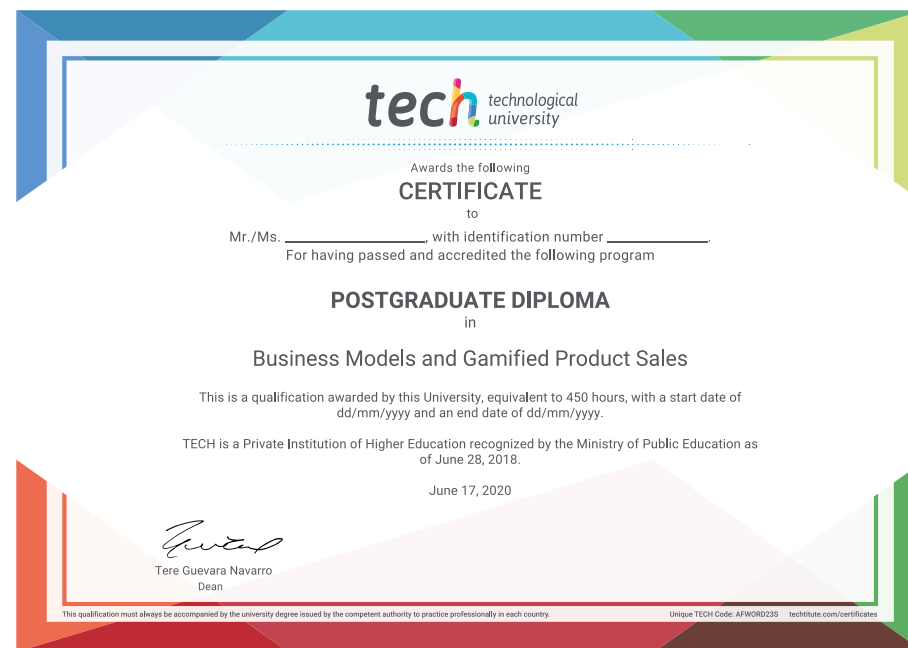 tech technological
university
Awards the following
CERTIFICATE
to
Mr./Ms. ____________________, with identification number ______________.
For having passed and accredited the following program
POSTGRADUATE DIPLOMA
in
Business Models and Gamified Product Sales
This is a qualification awarded by this University, equivalent to 450 hours, with a start date of
dd/mm/yyyy and an end date of dd/mm/yyyy.
TECH is a Private Institution of Higher Education recognized by the Ministry of Public Education as
of June 28, 2018.
June 17, 2020
Tere Guevara Navarro
Dean
This qualification must always be accompanied by the university degree issued by the competent authority to practice professionally in each country.
Unique TECH Code: AFWORD23S techtitute.com/certificates